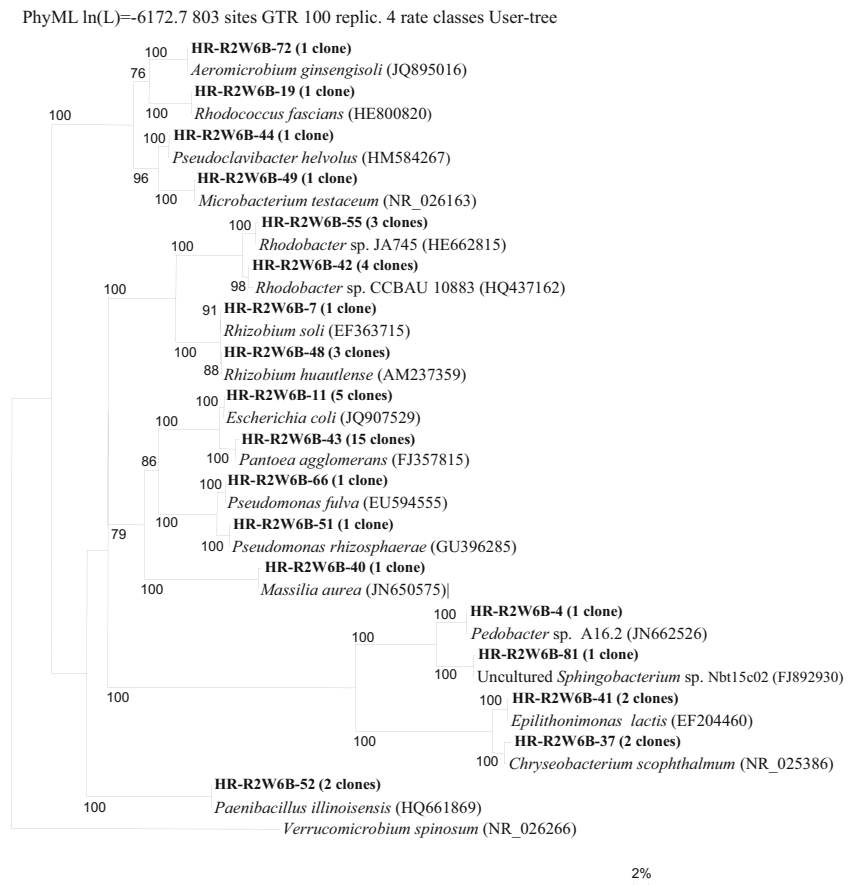 PhyML ln(L)=-6172.7 803 sites GTR 100 replic. 4 rate classes User-tree
100 HR-R2W6B-72 (1 clone)
76 Aeromicrobium ginsengisoli (JQ895016)
HR-R2W6B-19 (1 clone)
100 100 Rhodococcus fascians (HE800820)
100 HR-R2W6B-44 (1 clone)
Pseudoclavibacter helvolus (HM584267)
96 HR-R2W6B-49 (1 clone)
100 Microbacterium testaceum (NR_026163)
100 HR-R2W6B-55 (3 clones)
100 Rhodobacter sp. JA745 (HE662815)
HR-R2W6B-42 (4 clones)
100 98 Rhodobacter sp. CCBAU 10883 (HQ437162)
91 HR-R2W6B-7 (1 clone)
Rhizobium soli (EF363715)
100 HR-R2W6B-48 (3 clones)
88 Rhizobium huautlense (AM237359)
100 HR-R2W6B-11 (5 clones)
100 Escherichia coli (JQ907529)
HR-R2W6B-43 (15 clones)
86 100 Pantoea agglomerans (FJ357815)
100 HR-R2W6B-66 (1 clone)
Pseudomonas fulva (EU594555)
100 HR-R2W6B-51 (1 clone)
79 100 Pseudomonas rhizosphaerae (GU396285)
HR-R2W6B-40 (1 clone)
100 Massilia aurea (JN650575)|
100 HR-R2W6B-4 (1 clone)
100 Pedobacter sp. A16.2 (JN662526)
HR-R2W6B-81 (1 clone)
100 Uncultured Sphingobacterium sp. Nbt15c02 (FJ892930)
100 100 HR-R2W6B-41 (2 clones)
Epilithonimonas lactis (EF204460)
100 HR-R2W6B-37 (2 clones)
100 Chryseobacterium scophthalmum (NR_025386)
HR-R2W6B-52 (2 clones)
100 Paenibacillus illinoisensis (HQ661869)
Verrucomicrobium spinosum (NR_026266)
2%